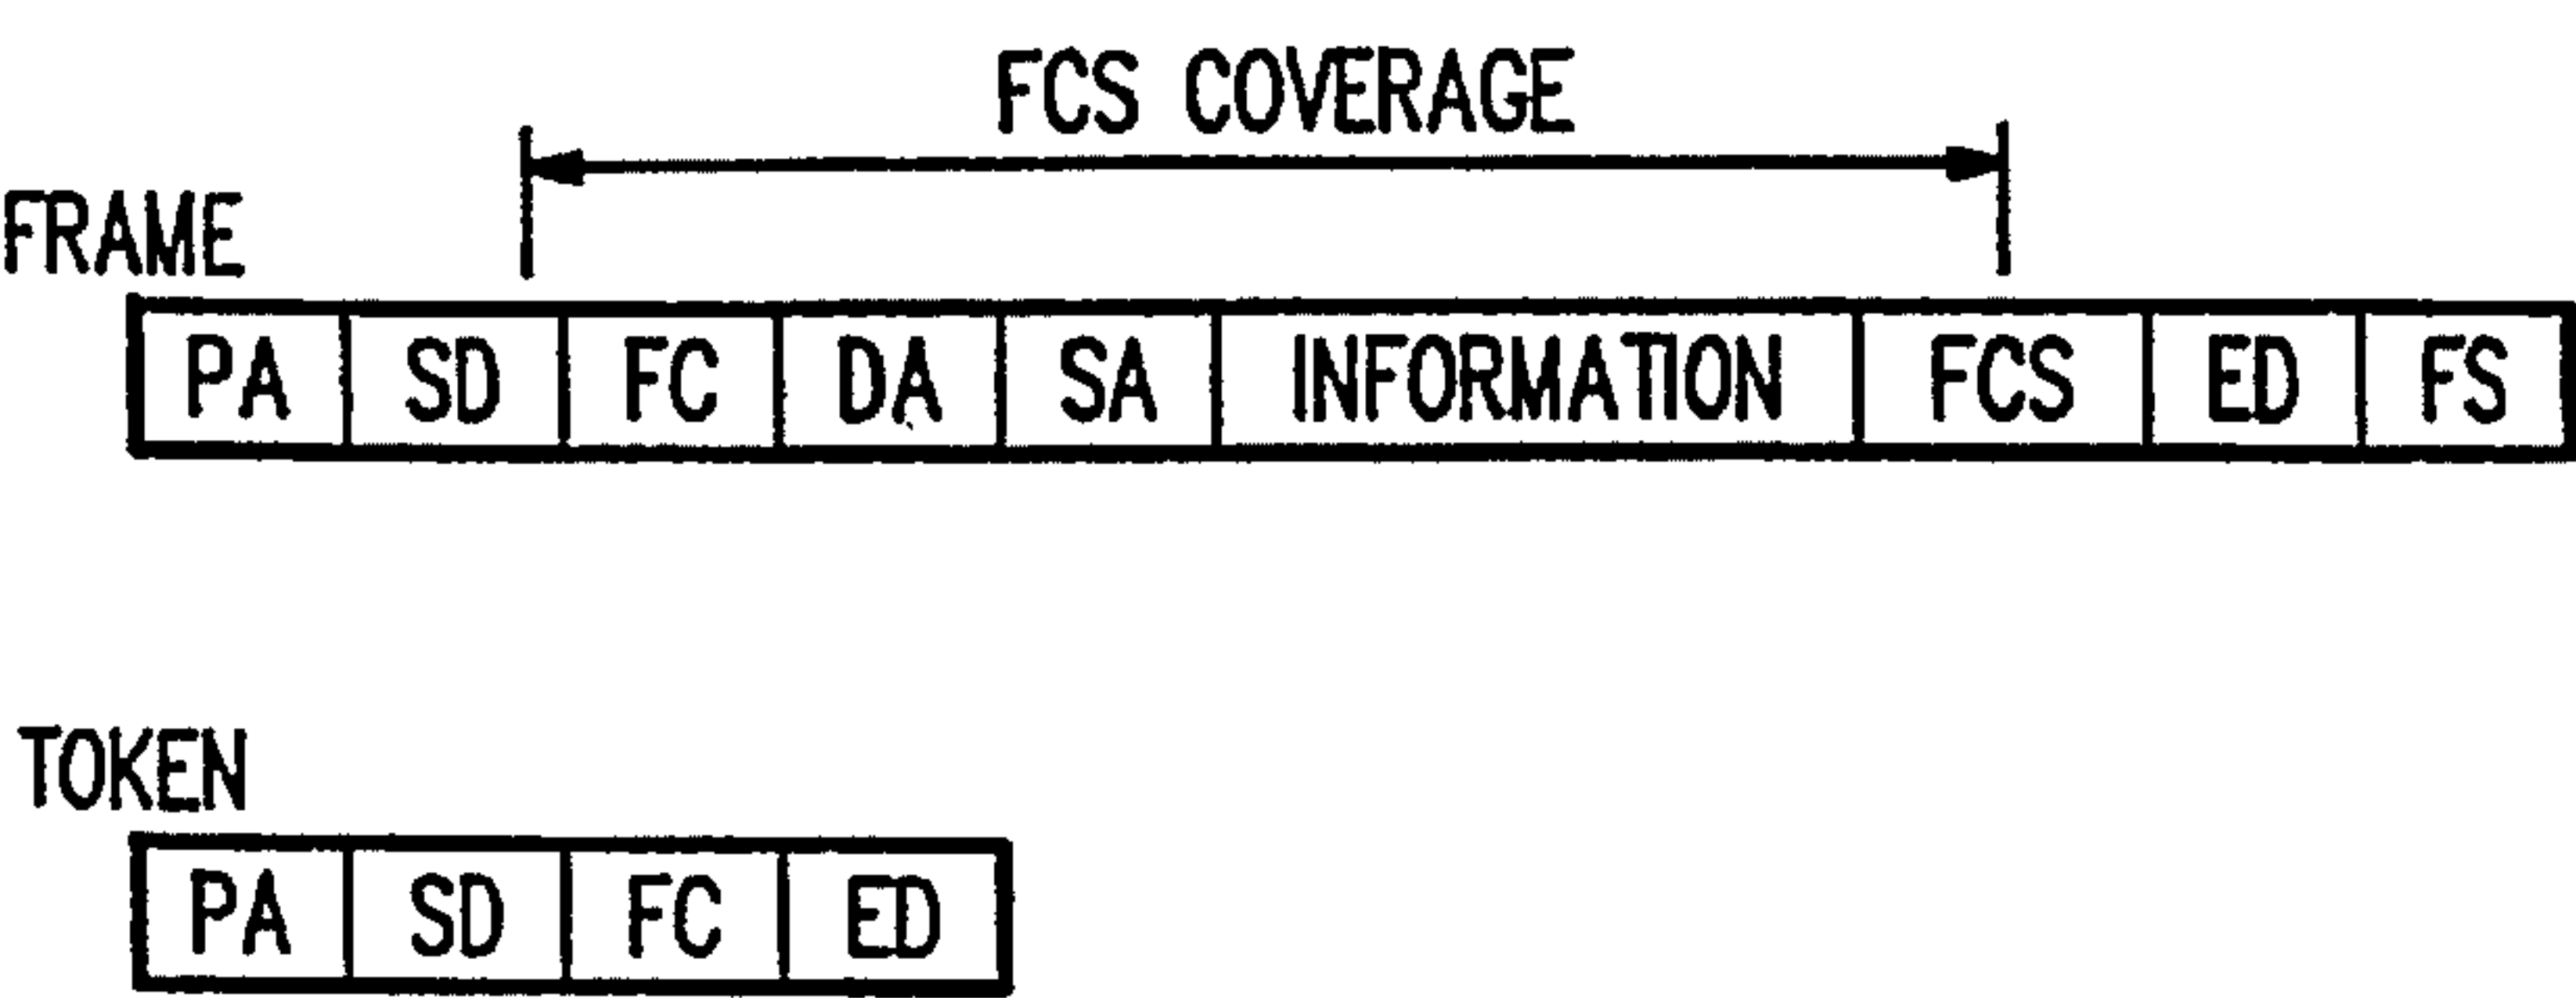 FCS COVERAGE
FRAME
PA SD FC DA SA INFORMATION FCS ED FS
TOKEN
PA SD FC ED